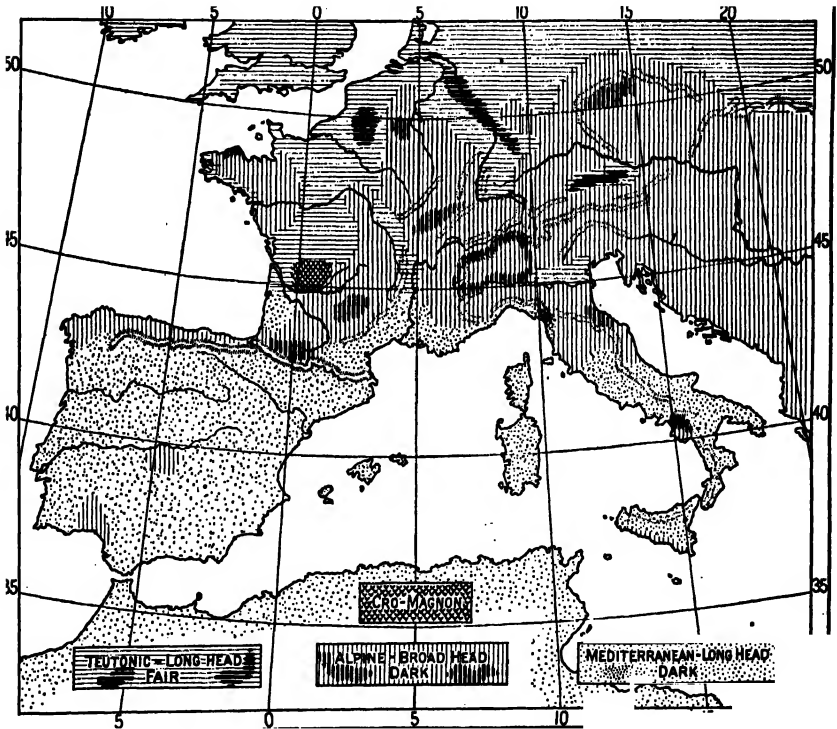 10 5 0 5 10 15 20
50 50
45 45
40 40
35 35
CRO-MAGNON
TEUTONIC=LONG-HEAD
FAIR
ALPINE-BROAD HEAD
DARK
MEDITERRANEAN-LONG HEAD
DARK
5 0 5 10